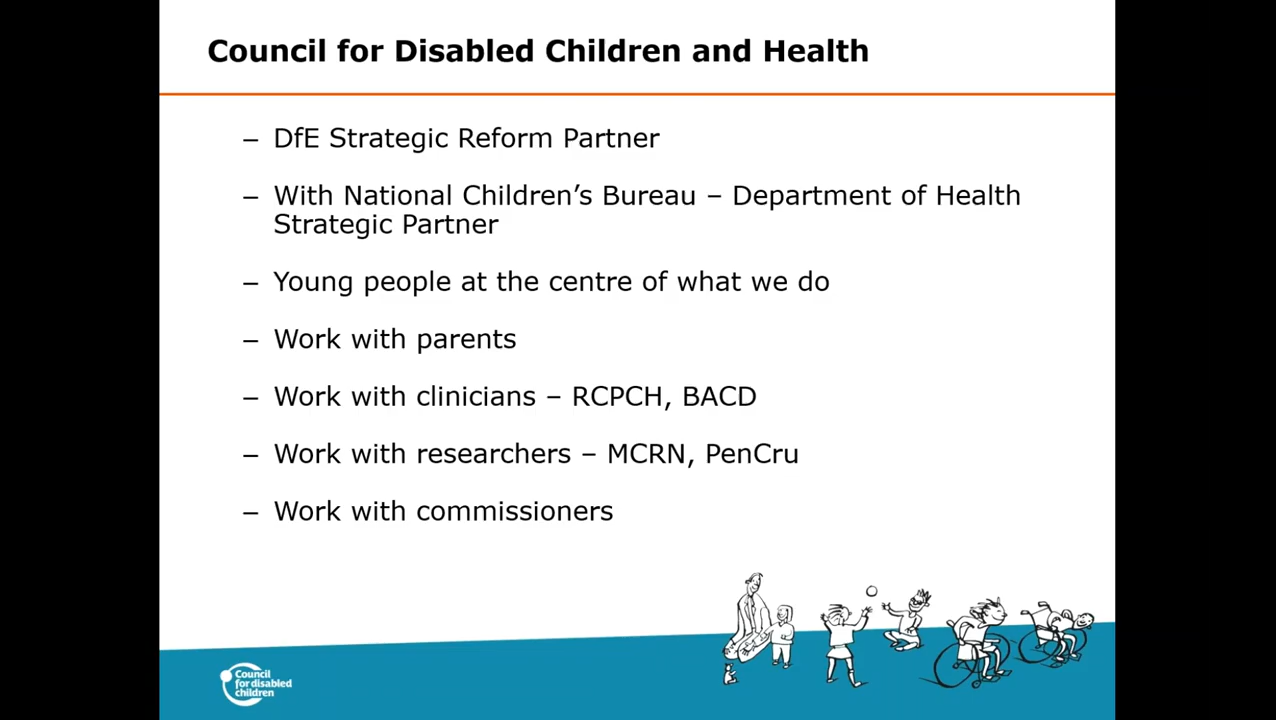 Council for Disabled Children and Health
– DfE Strategic Reform Partner
– With National Children’s Bureau – Department of Health
Strategic Partner
– Young people at the centre of what we do
– Work with parents
– Work with clinicians – RCPCH, BACD
– Work with researchers – MCRN, PenCru
– Work with commissioners
Council
for disabled
children